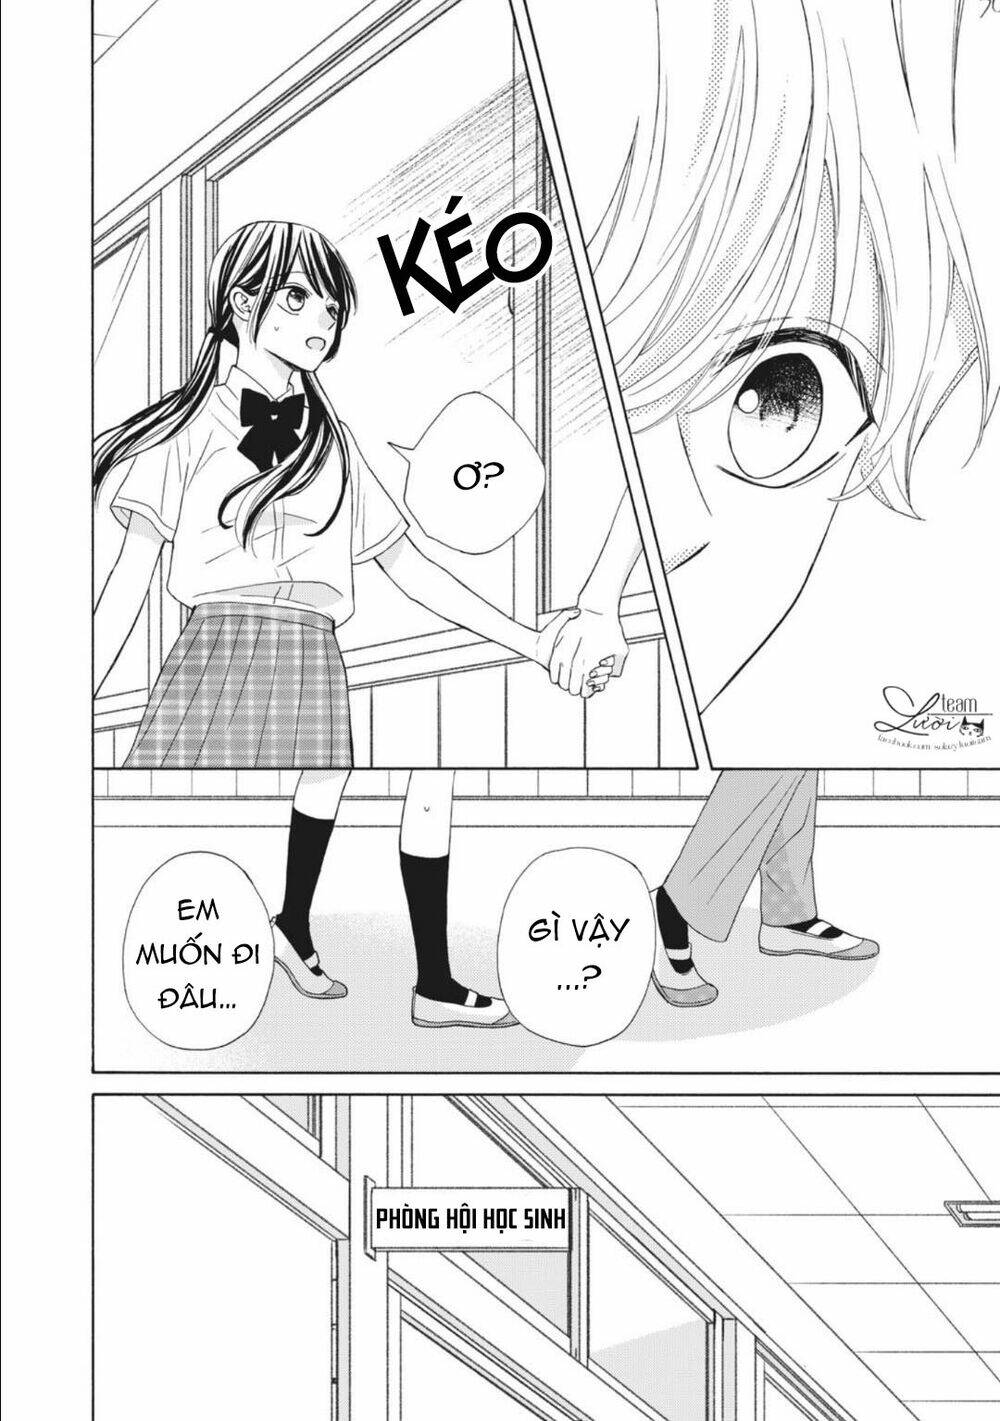 KÉO
Ơ?
team
Lười
GÌ VẬY
...?
EM
MUỐN ĐI
ĐÂU...
PHÒNG HỘI HỌC SINH